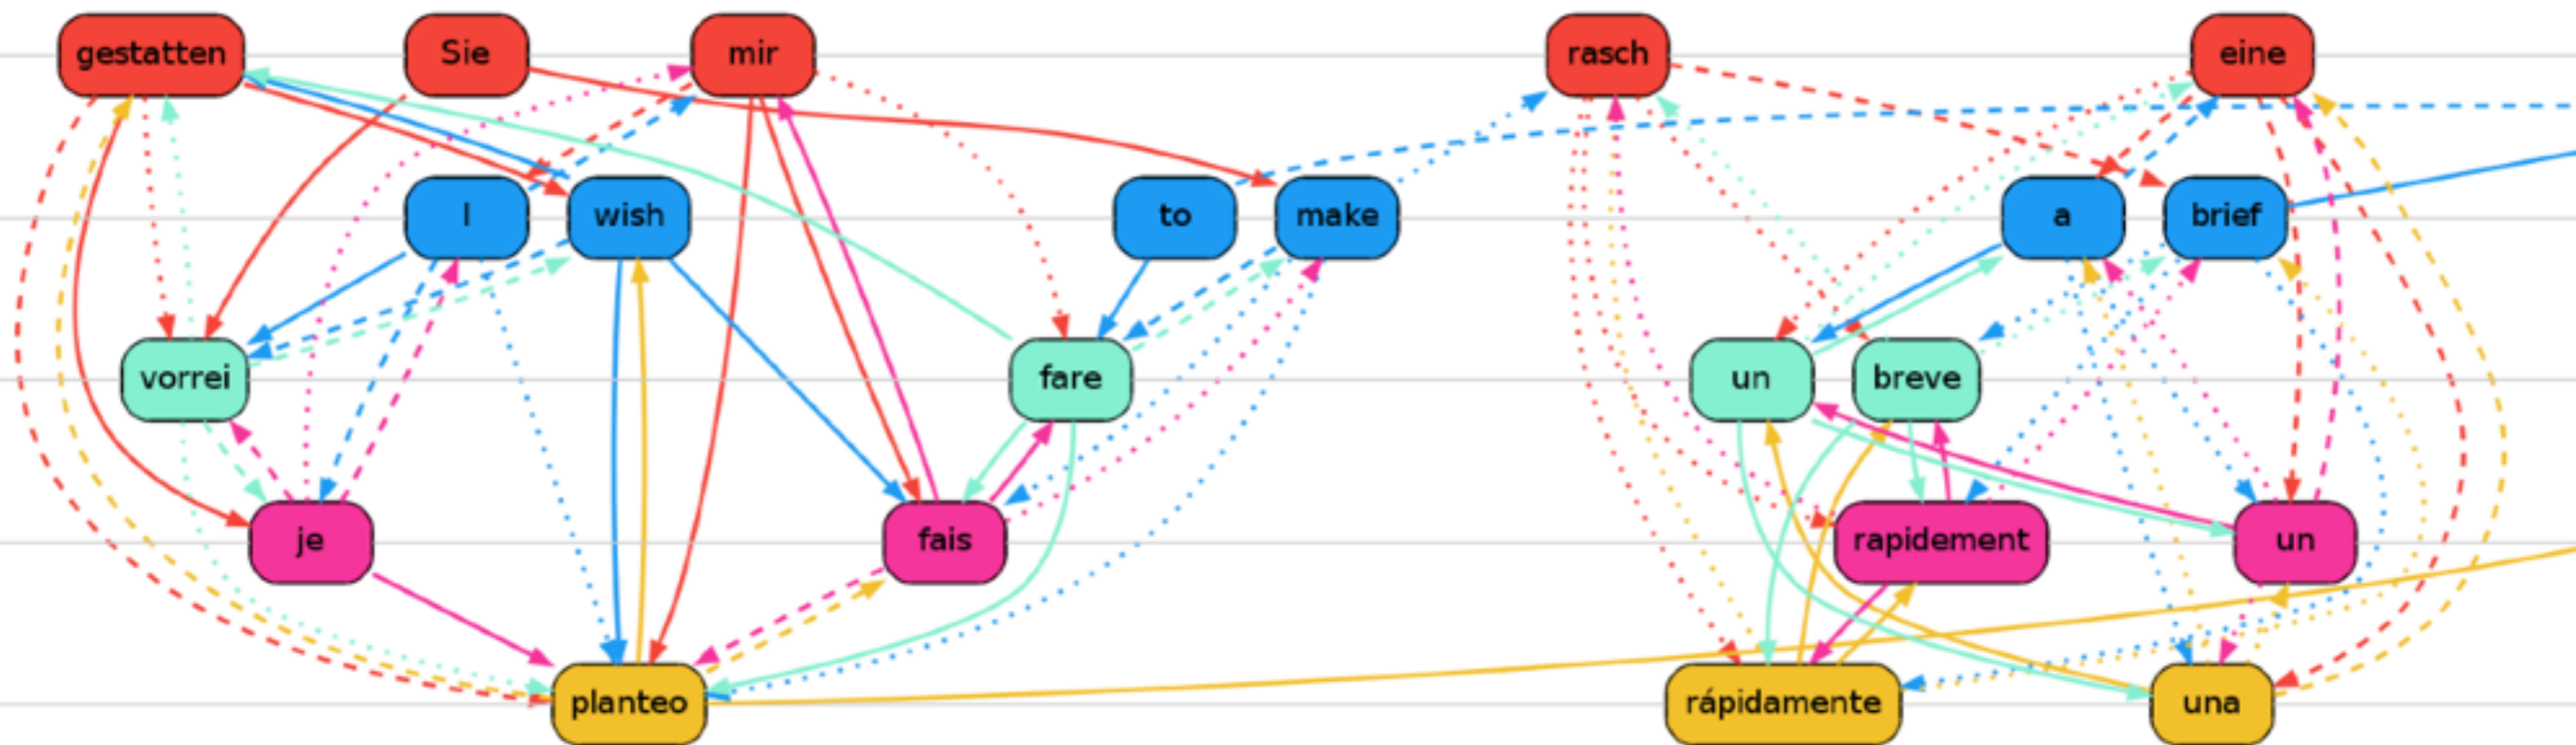 gestatten Sie mir rasch eine
I wish to make a brief
vorrei fare un breve
je fais rapidement un
planteo rápidamente una